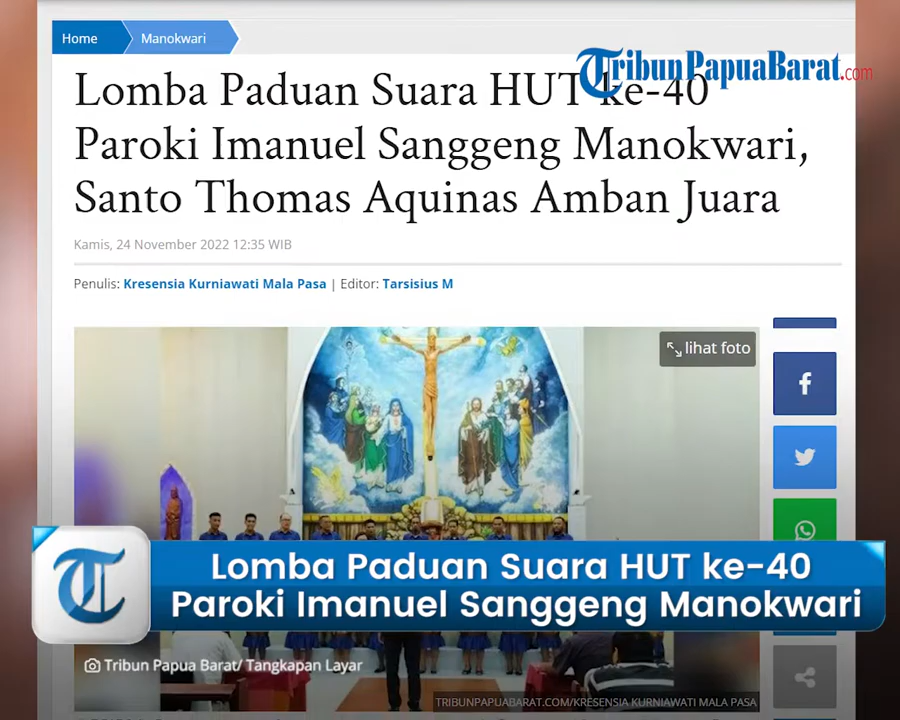 Home
Manokwari
TribunPapuaBarat.com
Lomba Paduan Suara HUT ke-40
Paroki Imanuel Sanggeng Manokwari,
Santo Thomas Aquinas Amban Juara
Kamis, 24 November 2022 12:35 WIB
Penulis: Kresensia Kurniawati Mala Pasa | Editor: Tarsisius M
lihat foto
Lomba Paduan Suara HUT ke-40
Paroki Imanuel Sanggeng Manokwari
Tribun Papua Barat/ Tangkapan Layar
TRIBUNPAPUABARAT.COM/KRESENSIA KURNIAWATI MALA PASA